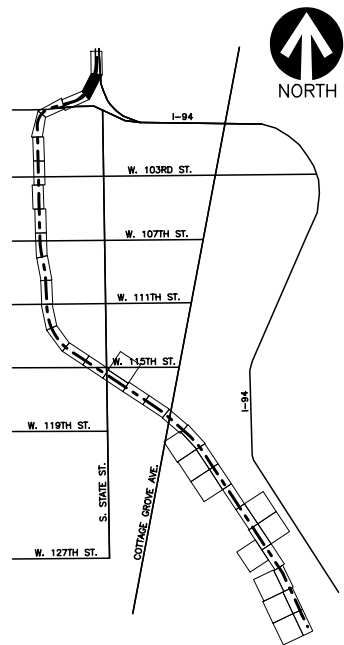 NORTH
I-94
W. 103RD ST.
W. 107TH ST.
W. 111TH ST.
W. 115TH ST.
I-94
W. 119TH ST.
S. STATE ST.
COTTAGE GROVE AVE.
W. 127TH ST.